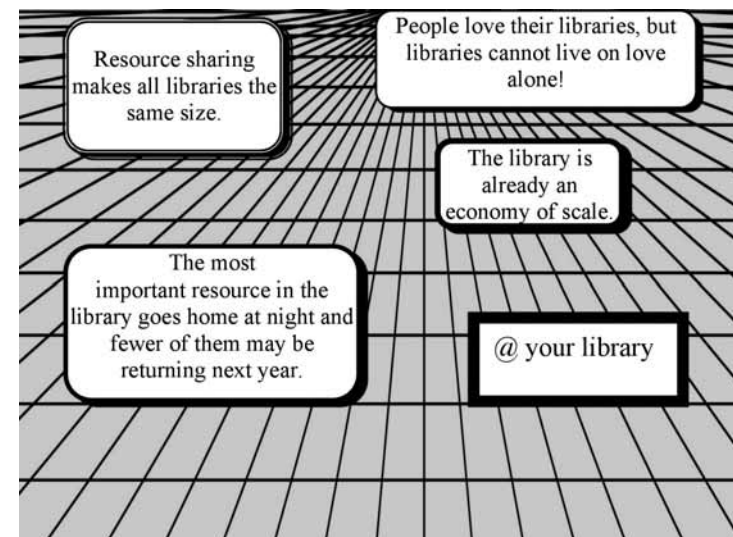 Resource sharing
makes all libraries the
same size.
People love their libraries, but
libraries cannot live on love
alone!
The library is
already an
economy of scale.
The most
important resource in the
library goes home at night and
fewer of them may be
returning next year.
@ your library